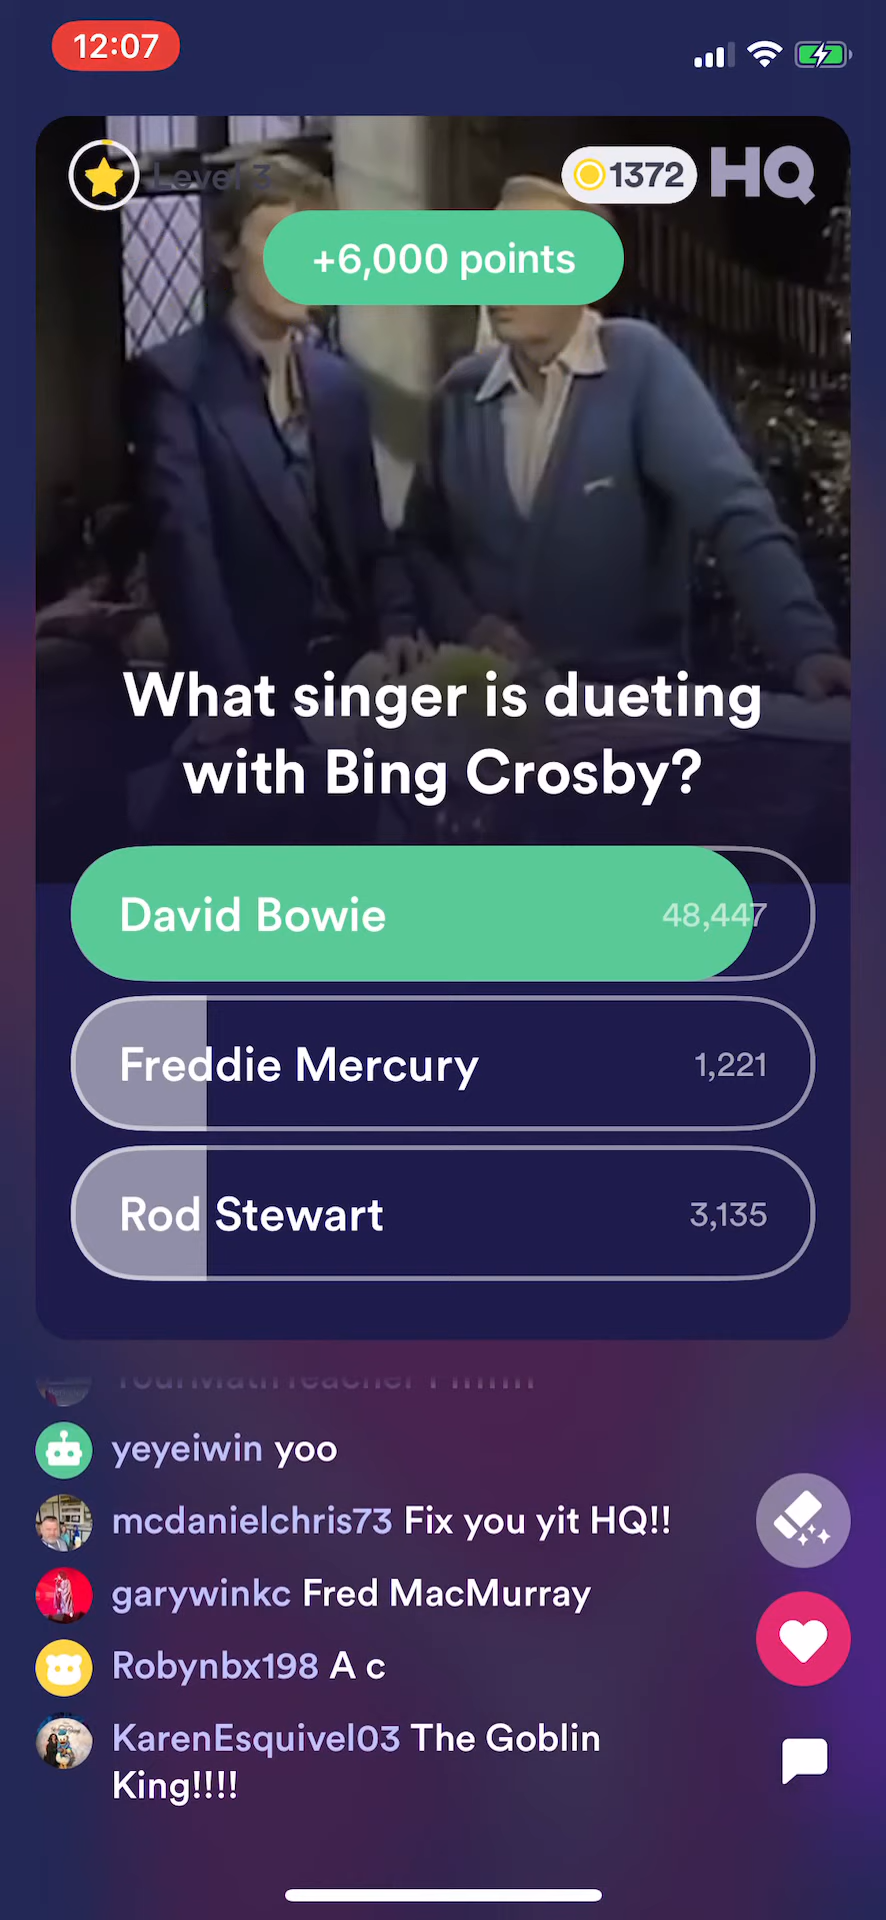 12:07
Level 3
1372
HQ
+6,000 points
What singer is dueting
with Bing Crosby?
David Bowie
48,447
Freddie Mercury
1,221
Rod Stewart
3,135
YourMathTeacher
yeyeiwin yoo
mcdanielchris73 Fix you yit HQ!!
garywinkc Fred MacMurray
Robynbx198 A c
KarenEsquivel03 The Goblin
King!!!!